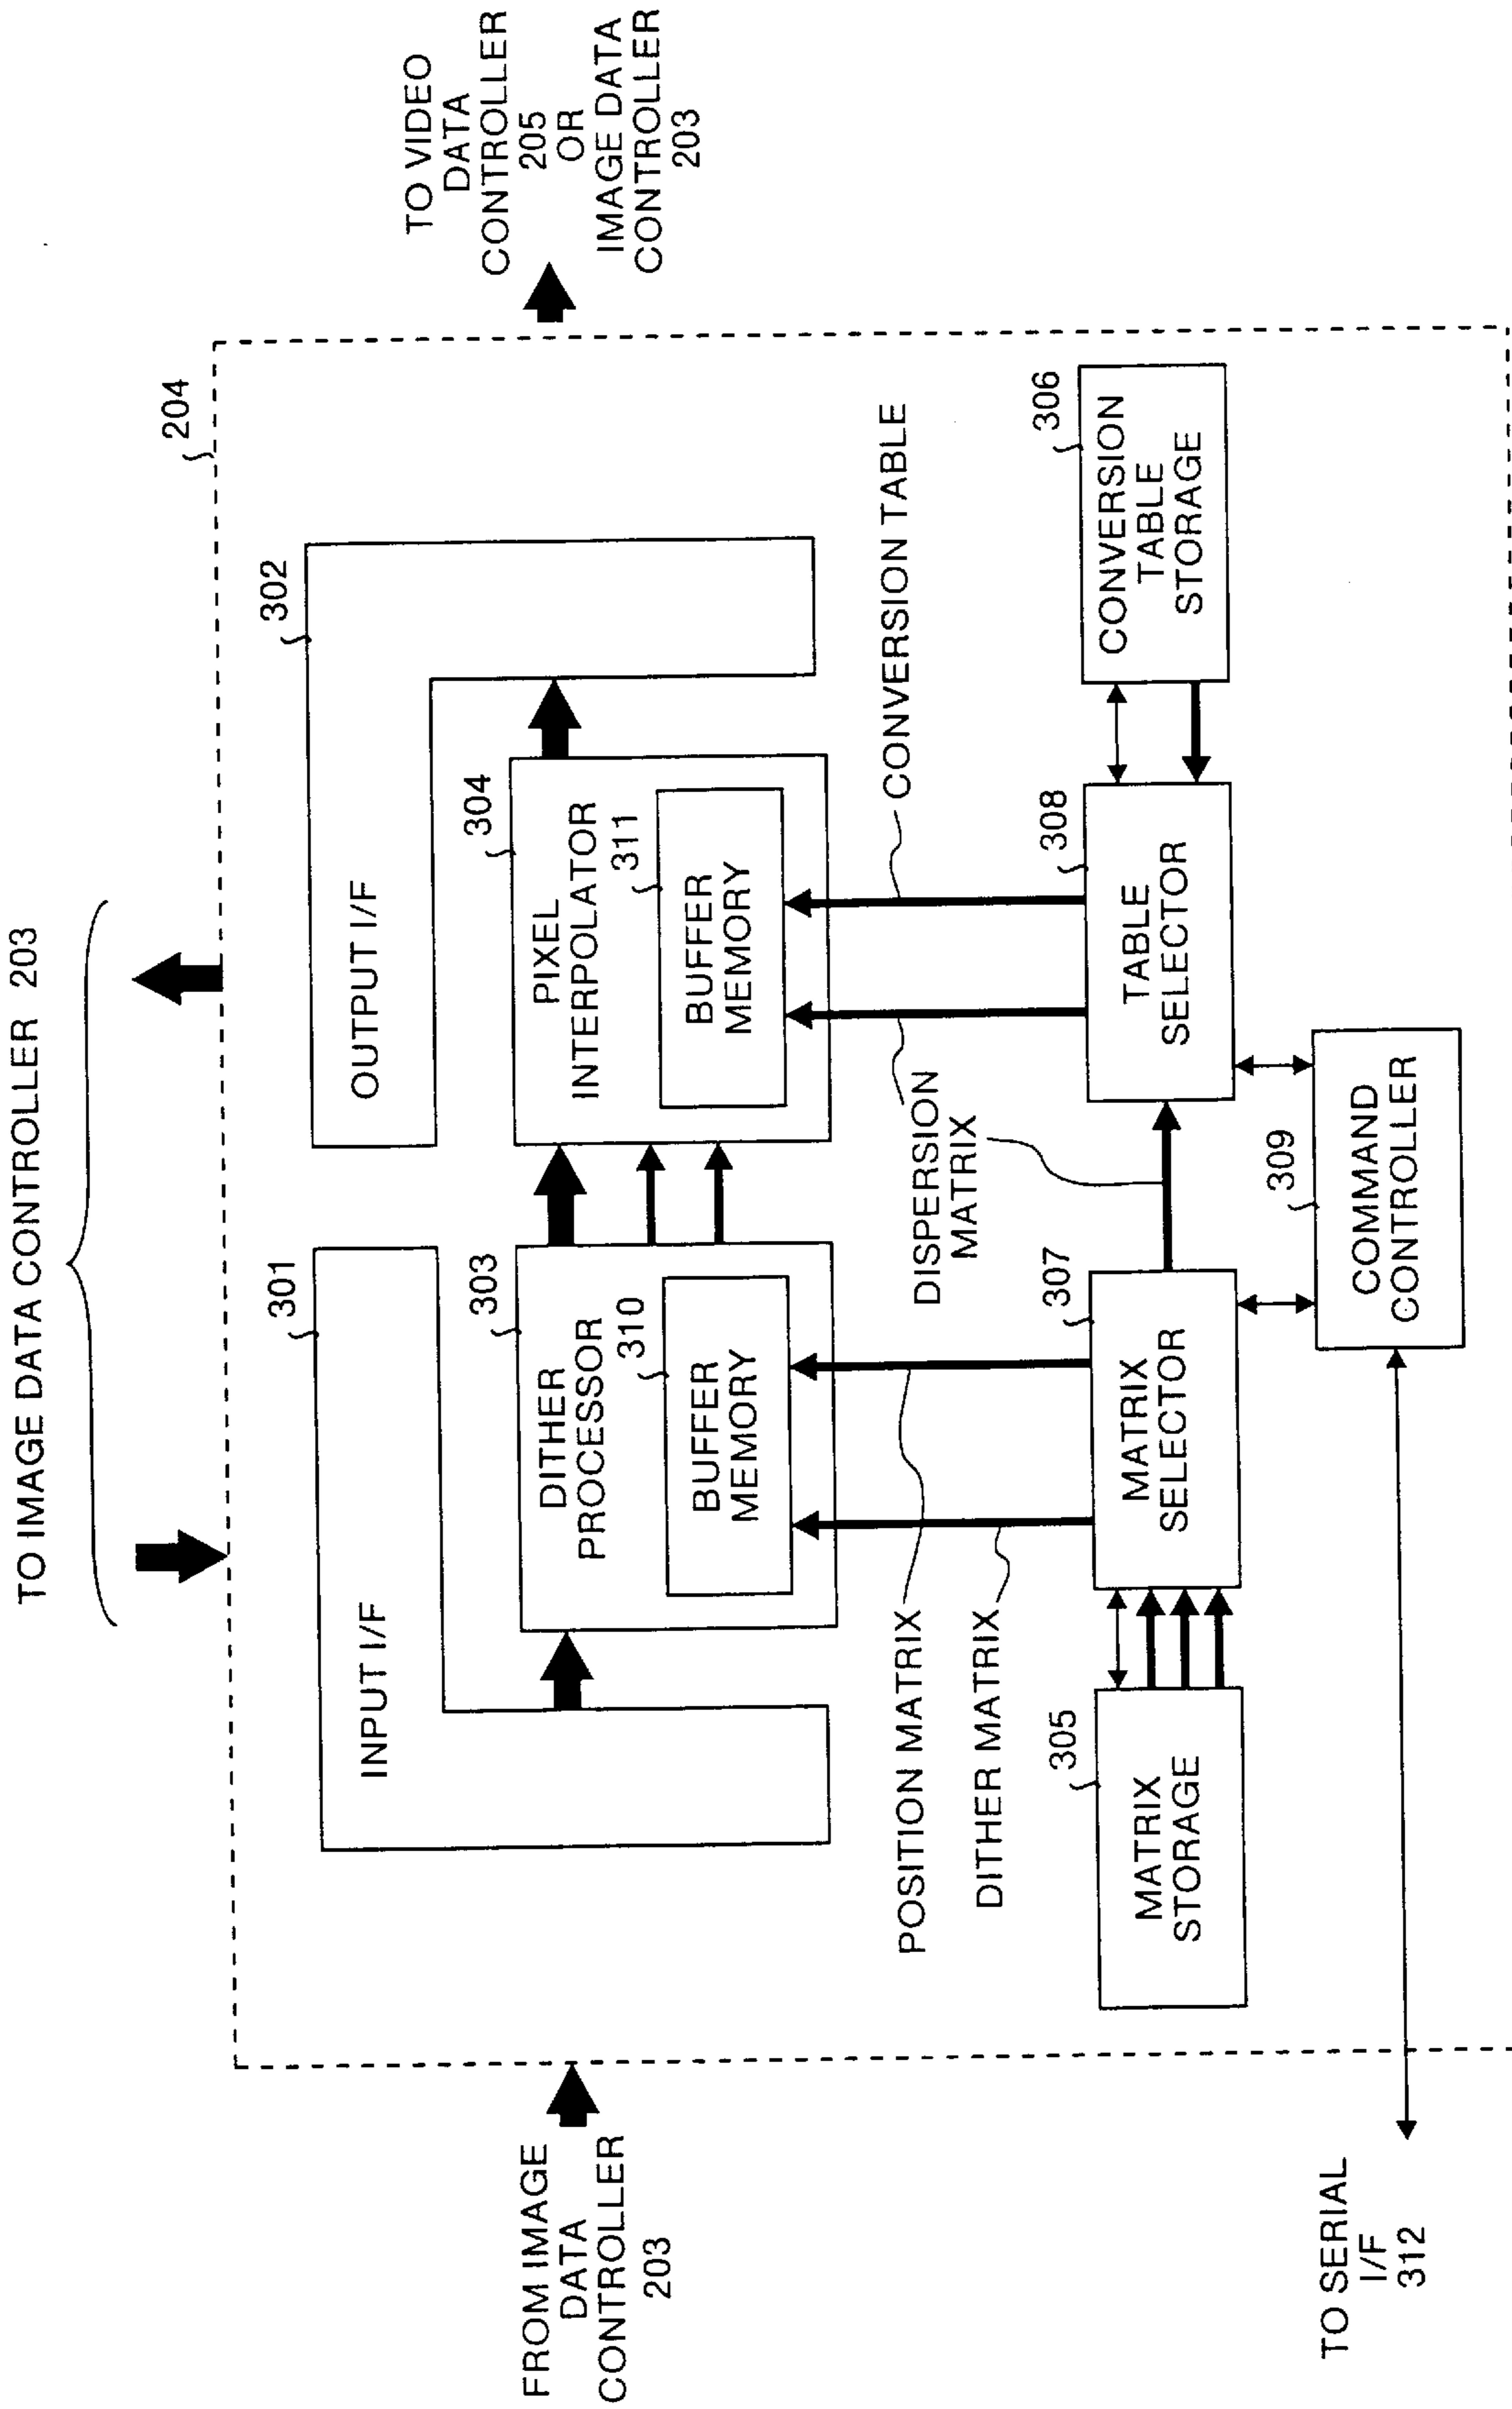 TO IMAGE DATA CONTROLLER 203
204
TO VIDEO
DATA
CONTROLLER
205
OR
IMAGE DATA
CONTROLLER
203
FROM IMAGE
DATA
CONTROLLER
203
301
INPUT I/F
302
OUTPUT I/F
303
DITHER
PROCESSOR
310
BUFFER
MEMORY
304
PIXEL
INTERPOLATOR
311
BUFFER
MEMORY
POSITION MATRIX
DITHER MATRIX
DISPERSION
MATRIX
CONVERSION TABLE
305
MATRIX
STORAGE
307
MATRIX
SELECTOR
308
TABLE
SELECTOR
306
CONVERSION
TABLE
STORAGE
309
COMMAND
CONTROLLER
TO SERIAL
I/F
312